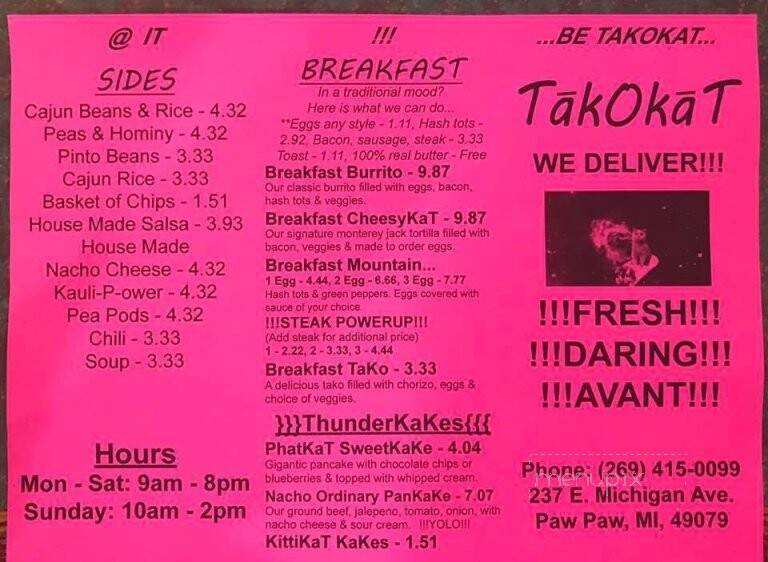 @ IT
SIDES
Cajun Beans & Rice - 4.32
Peas & Hominy - 4.32
Pinto Beans - 3.33
Cajun Rice - 3.33
Basket of Chips - 1.51
House Made Salsa - 3.93
House Made
Nacho Cheese - 4.32
Kauli-P-ower - 4.32
Pea Pods - 4.32
Chili - 3.33
Soup - 3.33
Hours
Mon - Sat: 9am - 8pm
Sunday: 10am - 2pm
!!!
BREAKFAST
In a traditional mood?
Here is what we can do...
**Eggs any style - 1.11, Hash tots -
2.92, Bacon, sausage, steak - 3.33
Toast - 1.11, 100% real butter - Free
Breakfast Burrito - 9.87
Our classic burrito filled with eggs, bacon,
hash tots & veggies.
Breakfast CheesyKaT - 9.87
Our signature monterey jack tortilla filled with
bacon, veggies & made to order eggs.
Breakfast Mountain...
1 Egg - 4.44, 2 Egg - 6.66, 3 Egg - 7.77
Hash tots & green peppers. Eggs covered with
sauce of your choice.
!!!STEAK POWERUP!!!
(Add steak for additional price)
1 - 2.22, 2 - 3.33, 3 - 4.44
Breakfast TaKo - 3.33
A delicious tako filled with chorizo, eggs &
choice of veggies.
}}}ThunderKaKes{{{
PhatKaT SweetKaKe - 4.04
Gigantic pancake with chocolate chips or
blueberries & topped with whipped cream.
Nacho Ordinary PanKaKe - 7.07
Our ground beef, jalepeno, tomato, onion, with
nacho cheese & sour cream. !!!YOLO!!!
KittiKaT KaKes - 1.51
...BE TAKOKAT...
TākOkāT
WE DELIVER!!!
!!!FRESH!!!
!!!DARING!!!
!!!AVANT!!!
menupix
Phone: (269) 415-0099
237 E. Michigan Ave.
Paw Paw, MI, 49079